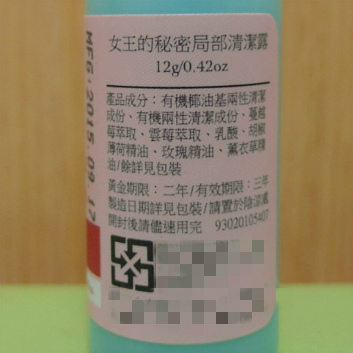 女王的秘密局部清潔露
12g/0.42oz
產品成分：有機椰油基兩性清潔
成份、有機兩性清潔成份、蔓越
莓萃取、雲莓萃取、乳酸、胡椒
薄荷精油、玫瑰精油、薰衣草精
油/餘詳見包裝
黃金期限：二年/有效期限：三年
製造日期詳見包裝/請置於陰涼處
開封後請儘速用完 93020105407
MFG:2015.09.17